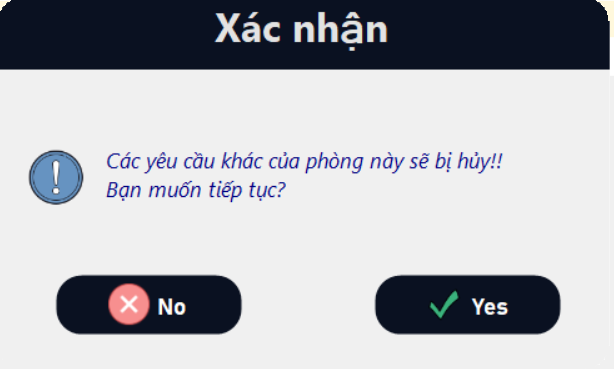 Xác nhận
Các yêu cầu khác của phòng này sẽ bị hủy!!
Bạn muốn tiếp tục?
No
Yes